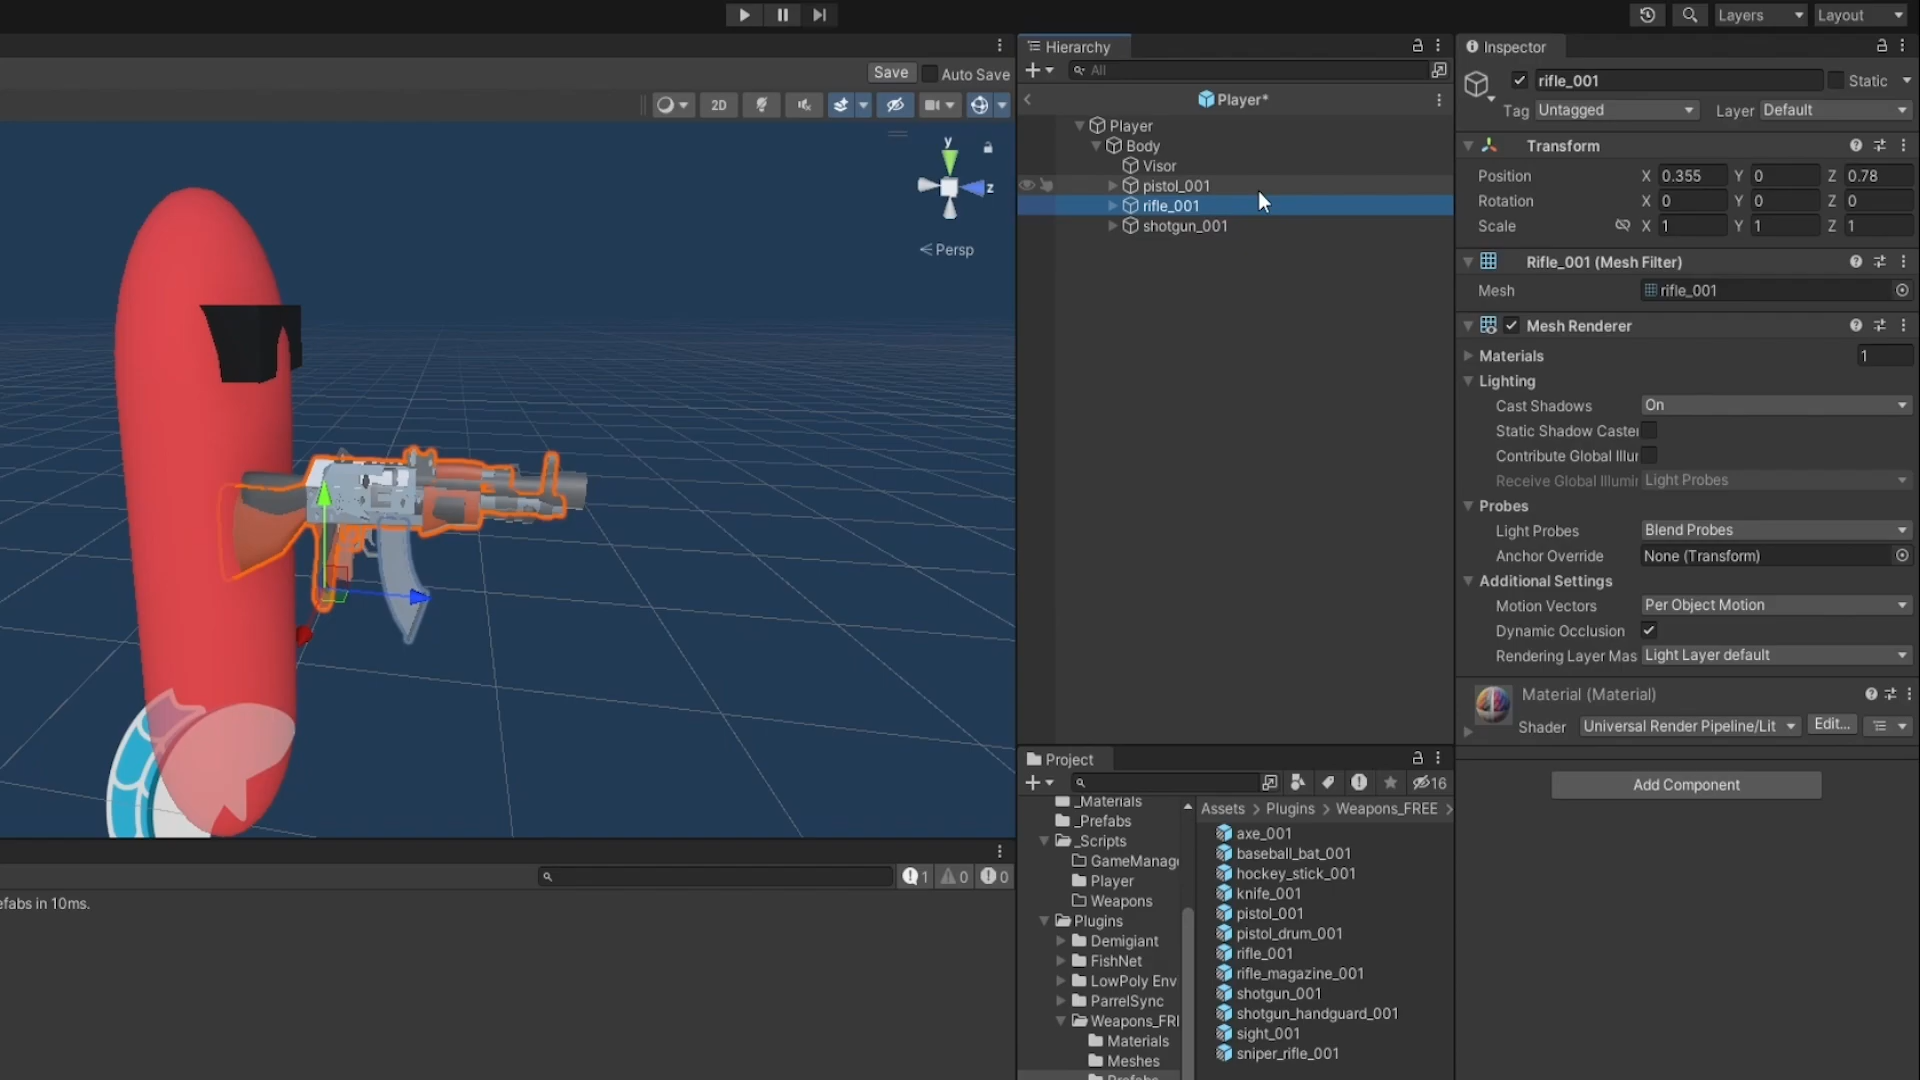 Layers
Layout
Save
Auto Save
2D
y
z
Persp
efabs in 10ms.
1
0
0
Hierarchy
All
Player*
Player
Body
Visor
pistol_001
rifle_001
shotgun_001
Project
16
_Materials
_Prefabs
_Scripts
GameManage
Player
Weapons
Plugins
Demigiant
FishNet
LowPoly Env
ParrelSync
Weapons_FRE
Materials
Meshes
Prefabs
Assets > Plugins > Weapons_FREE >
axe_001
baseball_bat_001
hockey_stick_001
knife_001
pistol_001
pistol_drum_001
rifle_001
rifle_magazine_001
shotgun_001
shotgun_handguard_001
sight_001
sniper_rifle_001
Inspector
rifle_001
Static
Tag Untagged Layer Default
Transform
Position X 0.355 Y 0 Z 0.78
Rotation X 0 Y 0 Z 0
Scale X 1 Y 1 Z 1
Rifle_001 (Mesh Filter)
Mesh rifle_001
Mesh Renderer
Materials 1
Lighting
Cast Shadows On
Static Shadow Caster
Contribute Global Illur
Receive Global Illumir Light Probes
Probes
Light Probes Blend Probes
Anchor Override None (Transform)
Additional Settings
Motion Vectors Per Object Motion
Dynamic Occlusion
Rendering Layer Mas Light Layer default
Material (Material)
Shader Universal Render Pipeline/Lit Edit...
Add Component